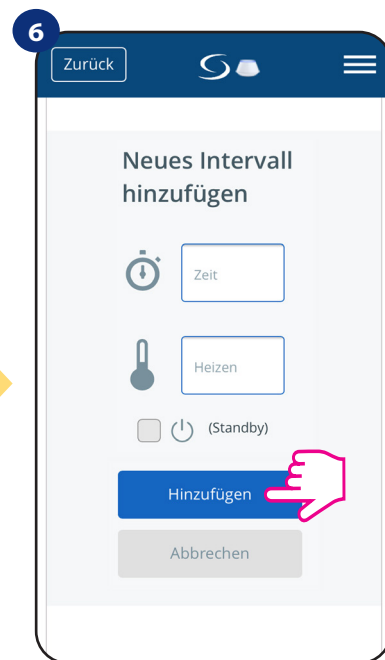 6
Zurück
Neues Intervall
hinzufügen
Zeit
Heizen
(Standby)
Hinzufügen
Abbrechen